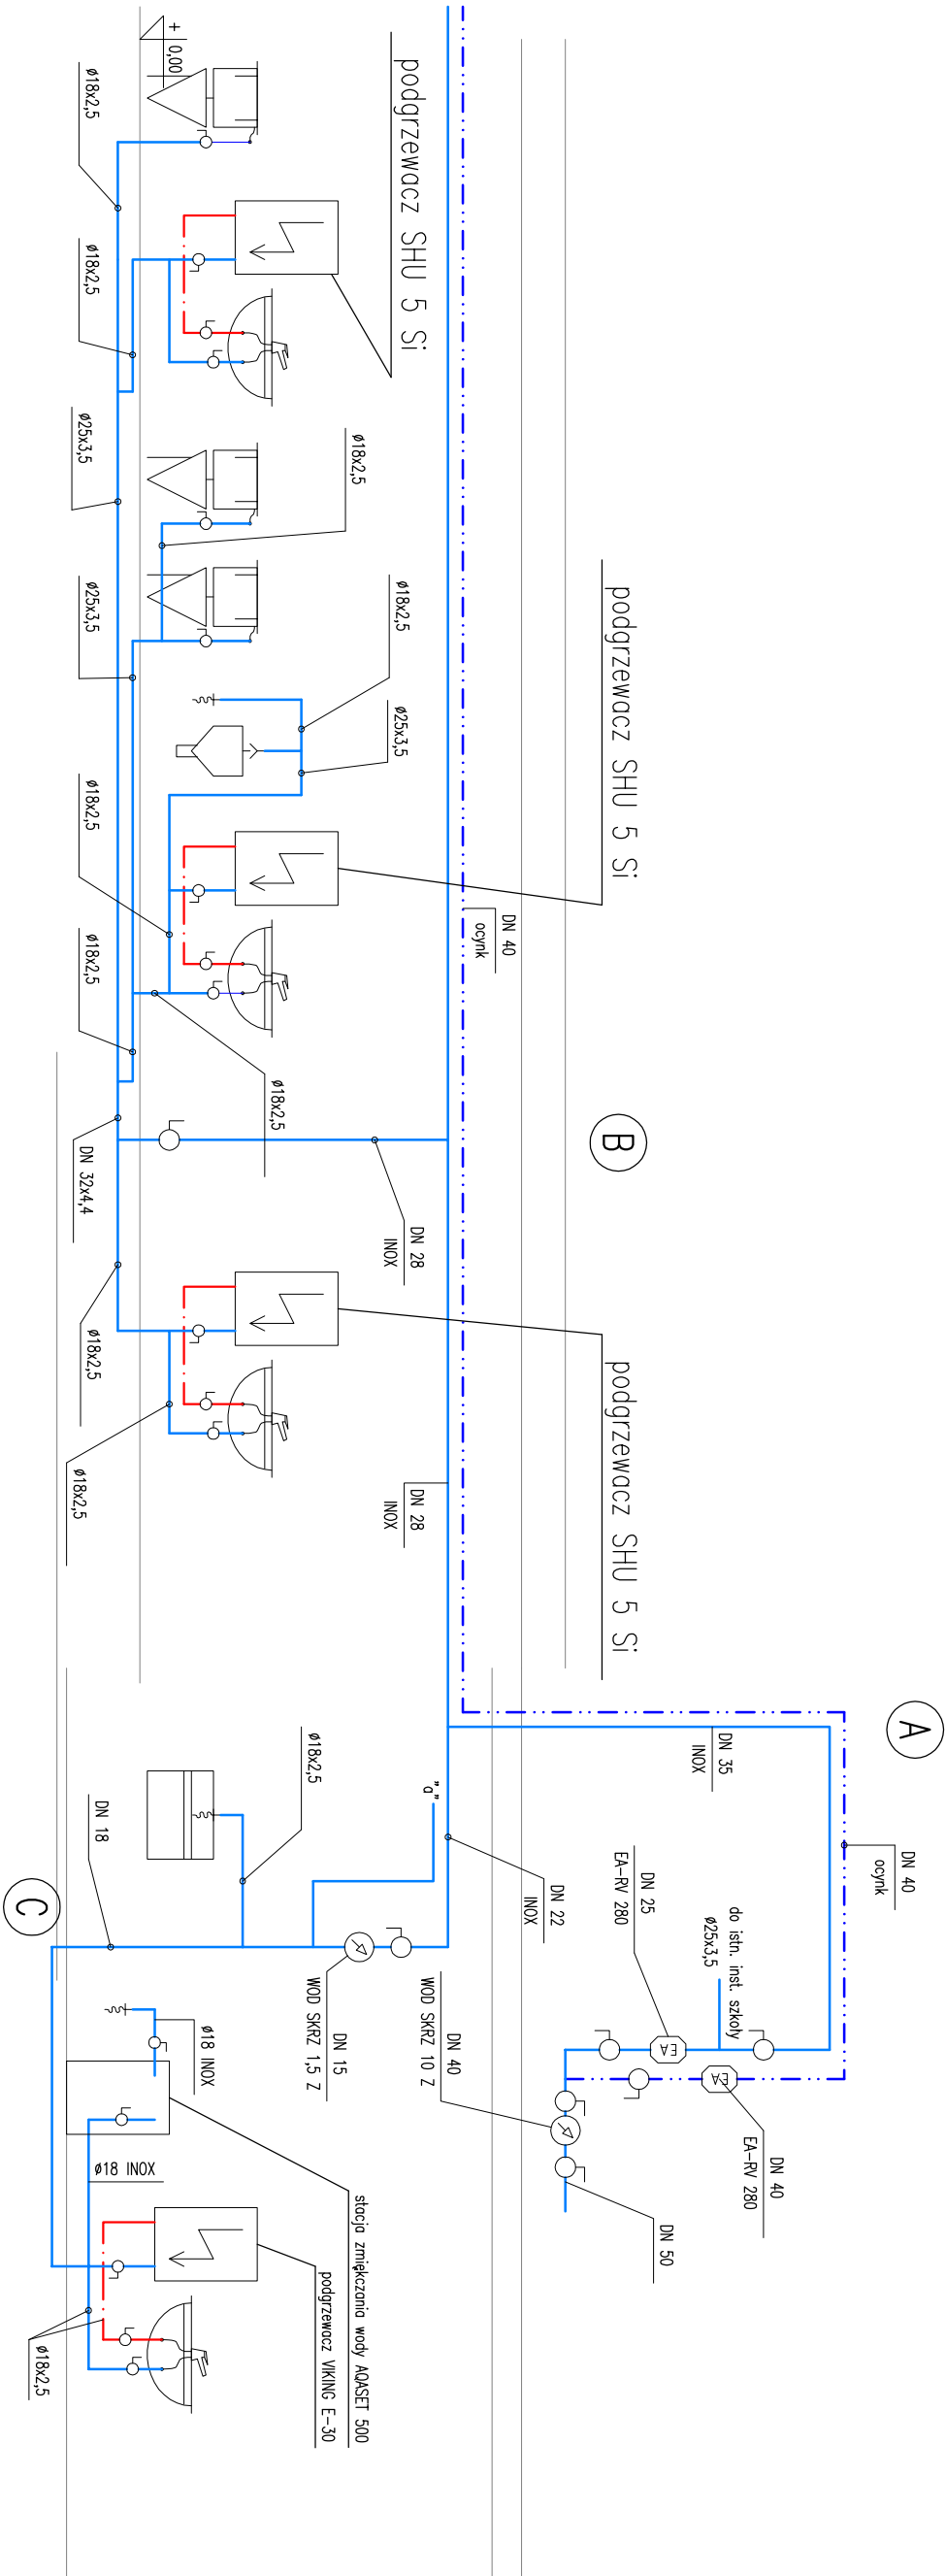 + 0,00
ø18x2,5
podgrzewacz SHU 5 Si
ø18x2,5
ø25x3,5
ø18x2,5
ø25x3,5
ø18x2,5
ø25x3,5
podgrzewacz SHU 5 Si
ø18x2,5
ø18x2,5
DN 40
ocynk
ø18x2,5
B
DN 32x4,4
DN 28
INOX
ø18x2,5
podgrzewacz SHU 5 Si
ø18x2,5
DN 28
INOX
A
DN 35
INOX
ø18x2,5
"a"
DN 18
C
DN 22
INOX
DN 40
ocynk
DN 25
EA-RV 280
do istn. inst. szkoły
ø25x3,5
EA
EA
DN 40
EA-RV 280
DN 40
WOD SKRZ 10 Z
DN 15
WOD SKRZ 1,5 Z
DN 50
ø18 INOX
ø18 INOX
stacja zmiękczania wody AQASET 500
podgrzewacz VIKING E-30
ø18x2,5